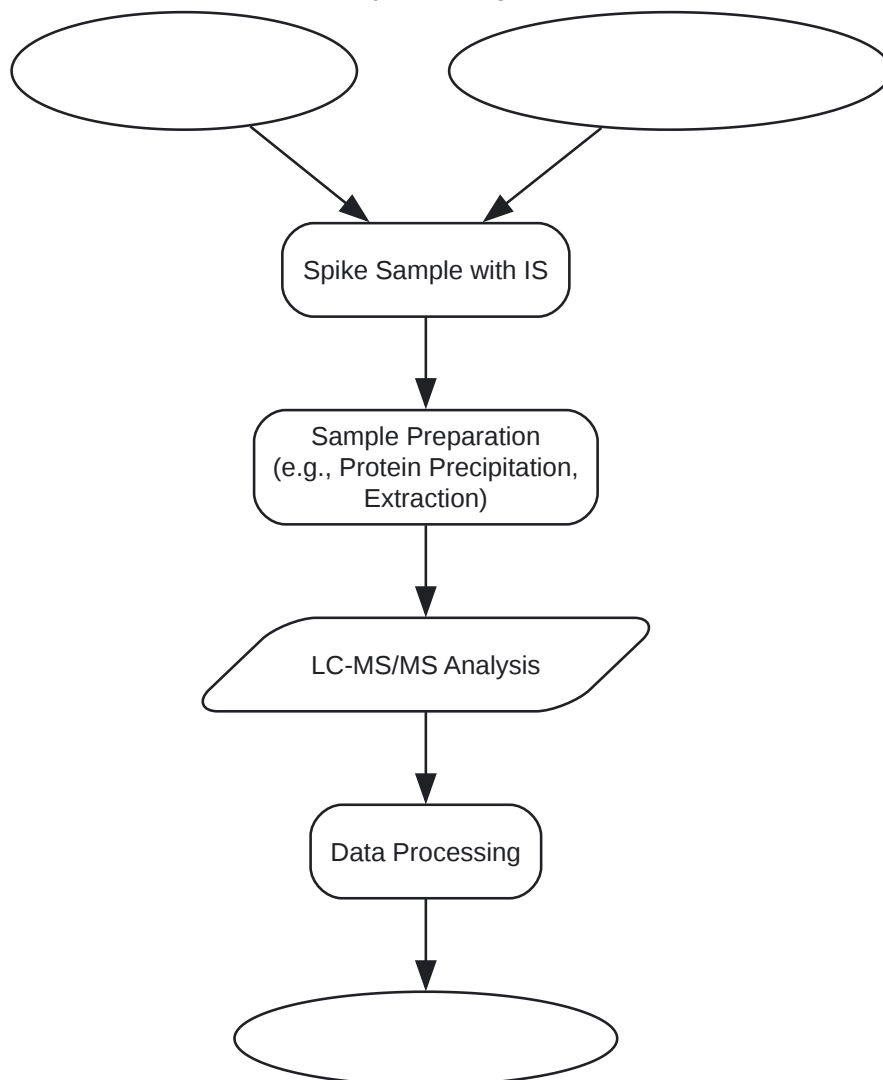 Spike Sample with IS
Sample Preparation
(e.g., Protein Precipitation,
Extraction)
LC-MS/MS Analysis
Data Processing